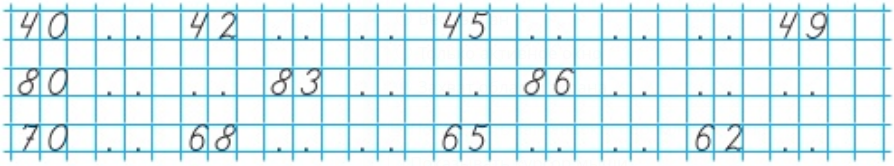 40 . . 42 . . . . 45 . . . . . . 49
80 . . . . 83 . . . . 86 . . . . . .
70 . . 68 . . . . 65 . . . . 62 . .